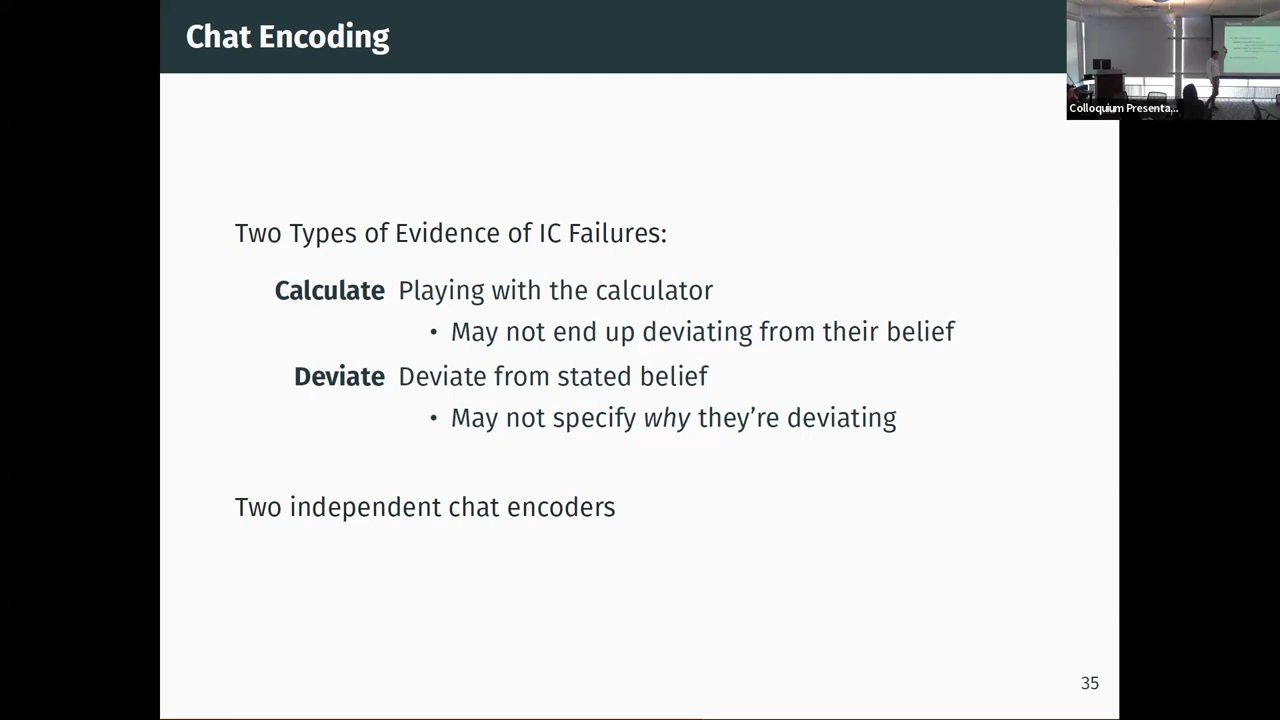 Chat Encoding
Colloquium Presenta...
Two Types of Evidence of IC Failures:
Calculate Playing with the calculator
• May not end up deviating from their belief
Deviate Deviate from stated belief
• May not specify why they're deviating
Two independent chat encoders
35